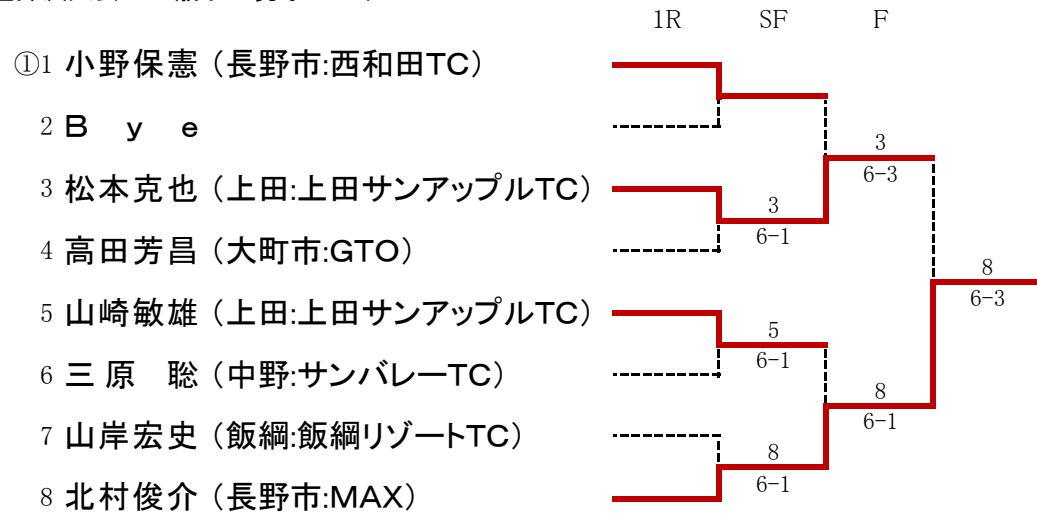 1R SF F
①1 小野保憲（長野市:西和田TC）
2 Ｂ　ｙ　ｅ
3
6-3
3 松本克也（上田:上田サンアップルTC）
3
6-1
4 高田芳昌（大町市:GTO）
8
6-3
5 山崎敏雄（上田:上田サンアップルTC）
5
6-1
6 三原　聡（中野:サンバレーTC）
8
6-1
7 山岸宏史（飯綱:飯綱リゾートTC）
8
6-1
8 北村俊介（長野市:MAX）